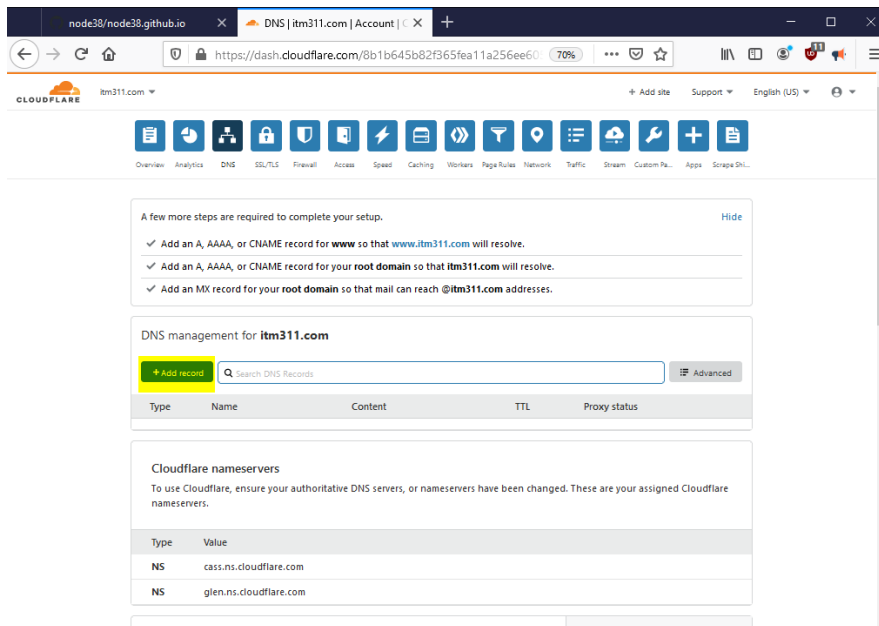 node38/node38.github.io
DNS | itm311.com | Account | C
https://dash.cloudflare.com/8b1b645b82f365fea11a256ee60
70%
11
CLOUDFLARE
itm311.com
+ Add site
Support
English (US)
Overview
Analytics
DNS
SSL/TLS
Firewall
Access
Speed
Caching
Workers
Page Rules
Network
Traffic
Stream
Custom Pa...
Apps
Scrape Shi...
A few more steps are required to complete your setup.
Hide
Add an A, AAAA, or CNAME record for www so that www.itm311.com will resolve.
Add an A, AAAA, or CNAME record for your root domain so that itm311.com will resolve.
Add an MX record for your root domain so that mail can reach @itm311.com addresses.
DNS management for itm311.com
+ Add record
Search DNS Records
Advanced
Type Name Content TTL Proxy status
Cloudflare nameservers
To use Cloudflare, ensure your authoritative DNS servers, or nameservers have been changed. These are your assigned Cloudflare
nameservers.
Type Value
NS cass.ns.cloudflare.com
NS glen.ns.cloudflare.com